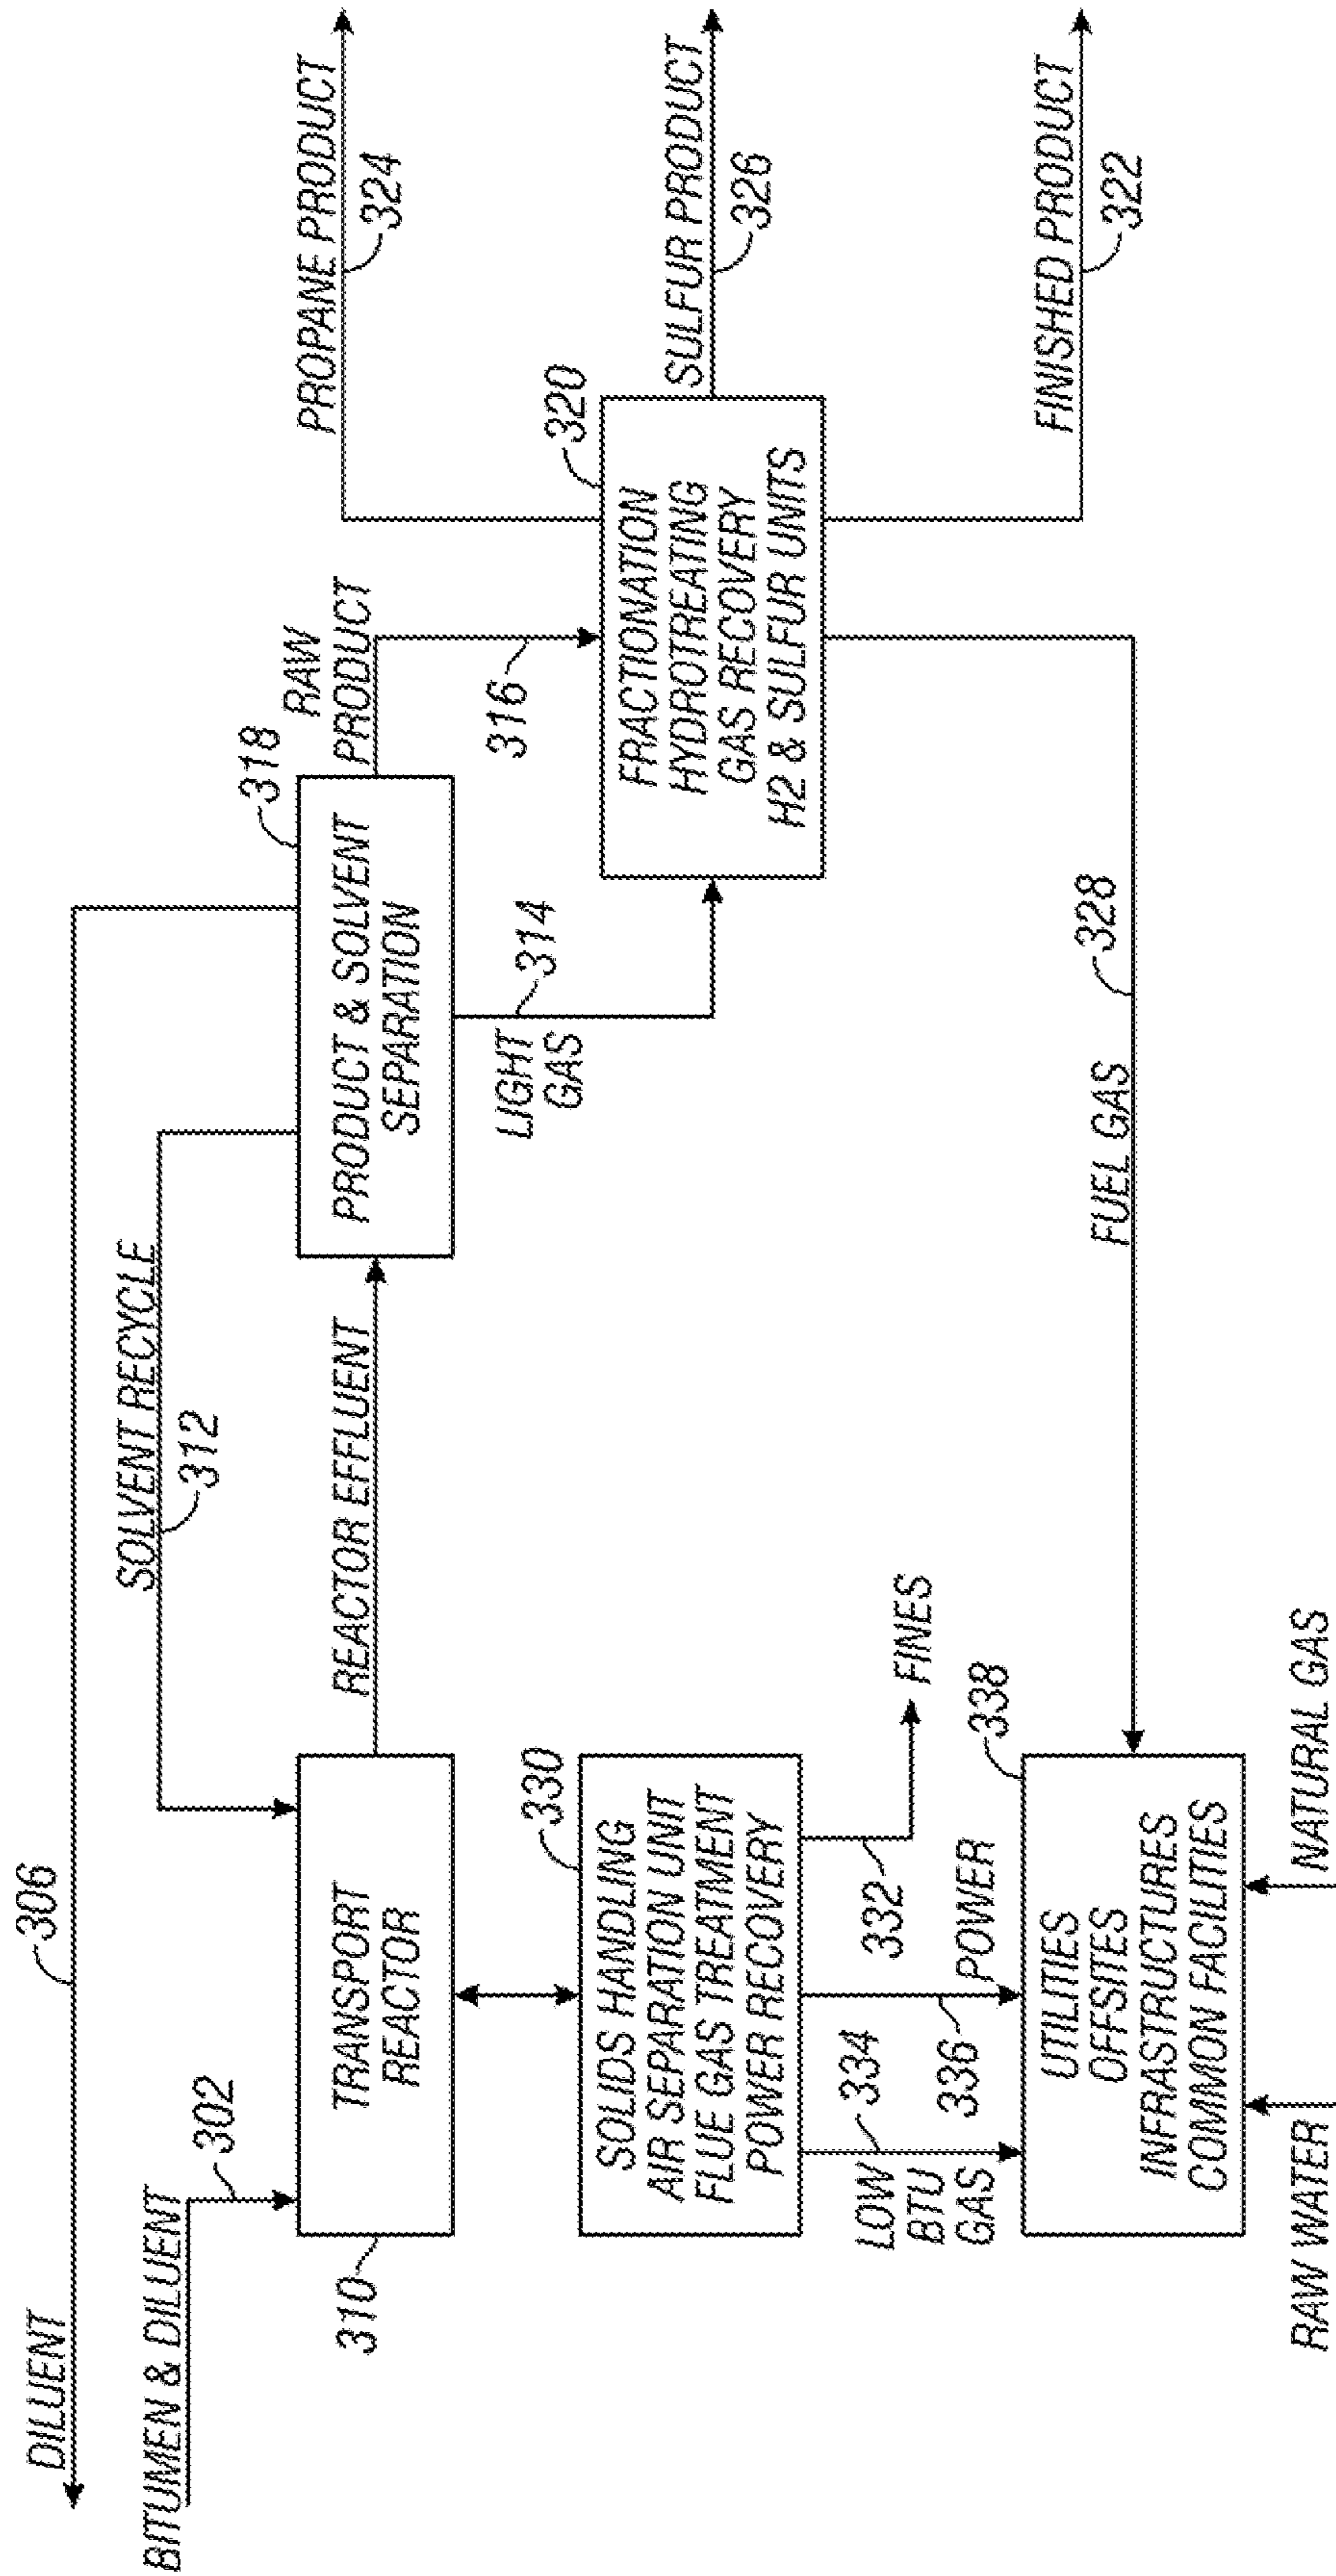 DILUENT
306
BITUMEN & DILUENT
302
SOLVENT RECYCLE
312
310
TRANSPORT
REACTOR
REACTOR EFFLUENT
PRODUCT & SOLVENT
SEPARATION
318
RAW
PRODUCT
316
LIGHT
GAS
314
PROPANE PRODUCT
324
320
FRACTIONATION
HYDROTREATING
GAS RECOVERY
H2 & SULFUR UNITS
SULFUR PRODUCT
326
FINISHED PRODUCT
322
330
SOLIDS HANDLING
AIR SEPARATION UNIT
FLUE GAS TREATMENT
POWER RECOVERY
332
FINES
LOW
BTU
GAS
334
336
POWER
338
UTILITIES
OFFSITES
INFRASTRUCTURES
COMMON FACILITIES
FUEL GAS
328
RAW WATER
NATURAL GAS